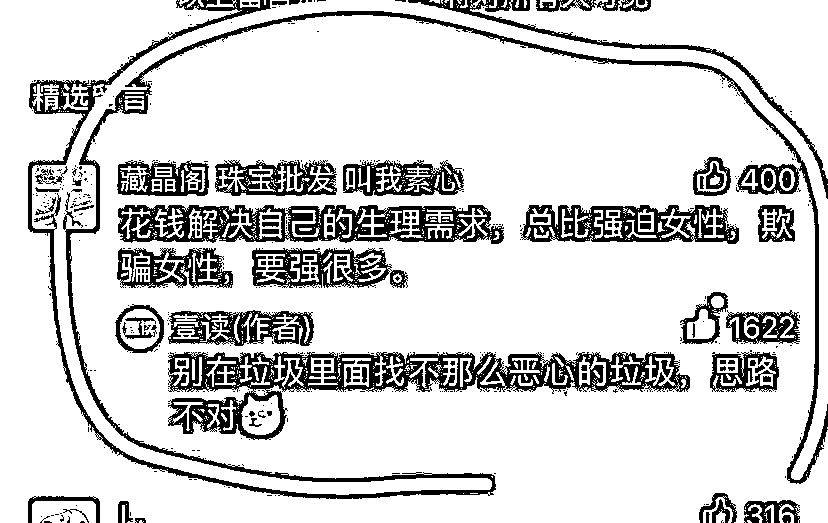 精选留言
藏晶阁 珠宝批发 叫我素心 400
花钱解决自己的生理需求，总比强迫女性，欺
骗女性，要强很多。
壹读(作者) 1622
别在垃圾里面找不那么恶心的垃圾，思路
不对
316